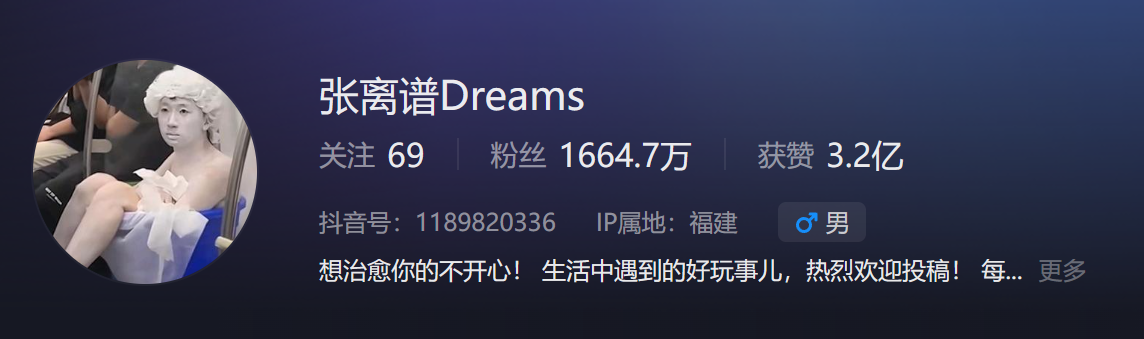 张离谱Dreams
关注 69 粉丝 1664.7万 获赞 3.2亿
抖音号：1189820336 IP属地：福建 男
想治愈你的不开心！ 生活中遇到的好玩事儿，热烈欢迎投稿！ 每... 更多